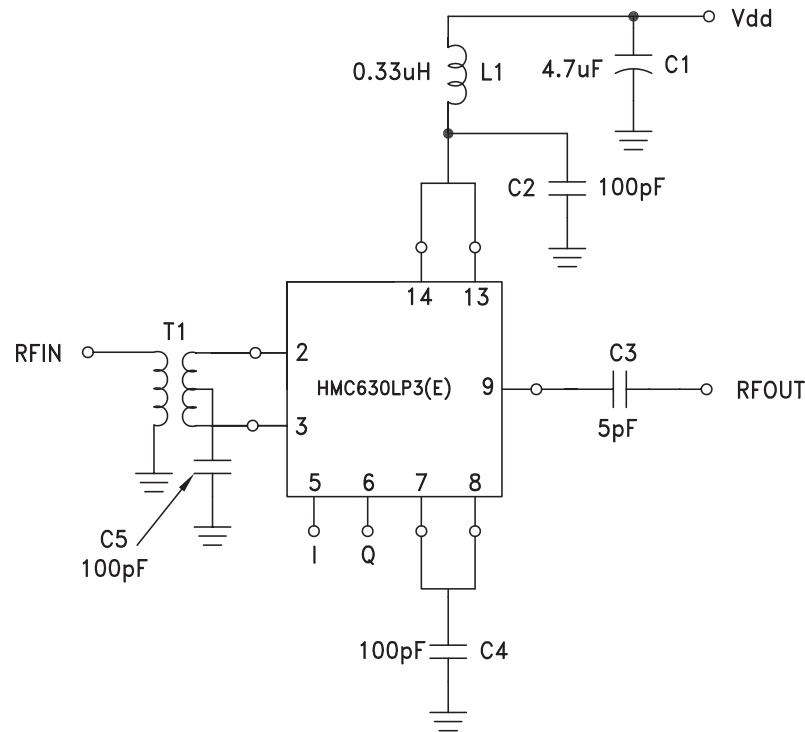 Vdd
0.33uH L1 4.7uF C1
C2 100pF
14 13
T1
RFIN 2
HMC630LP3(E) 9
C3
RFOUT
5pF
3
5 6 7 8
C5
100pF
I Q
100pF C4